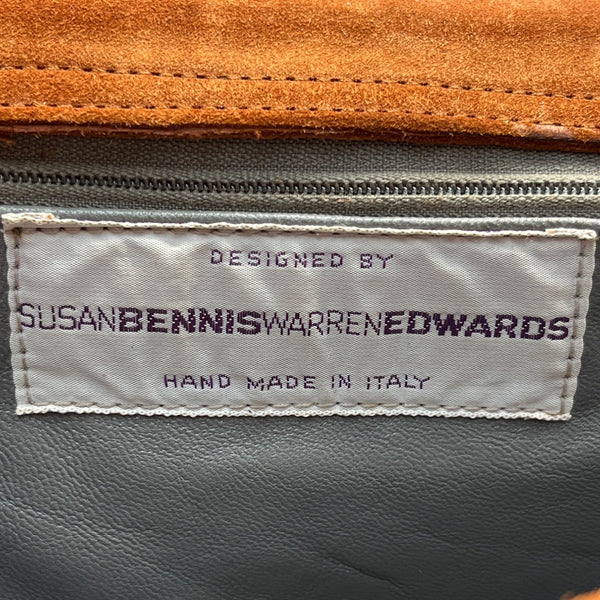 DESIGNED BY
SUSANBENNISWARRENEDWARDS
HAND MADE IN ITALY